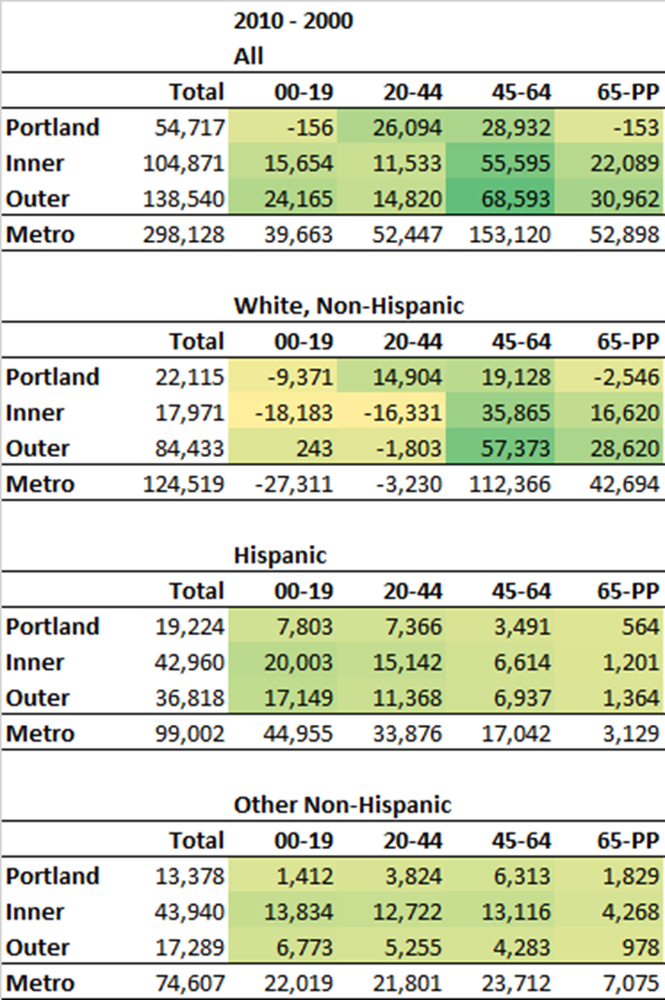 2010 - 2000
All
Total 00-19 20-44 45-64 65-PP
Portland 54,717 -156 26,094 28,932 -153
Inner 104,871 15,654 11,533 55,595 22,089
Outer 138,540 24,165 14,820 68,593 30,962
Metro 298,128 39,663 52,447 153,120 52,898
White, Non-Hispanic
Total 00-19 20-44 45-64 65-PP
Portland 22,115 -9,371 14,904 19,128 -2,546
Inner 17,971 -18,183 -16,331 35,865 16,620
Outer 84,433 243 -1,803 57,373 28,620
Metro 124,519 -27,311 -3,230 112,366 42,694
Hispanic
Total 00-19 20-44 45-64 65-PP
Portland 19,224 7,803 7,366 3,491 564
Inner 42,960 20,003 15,142 6,614 1,201
Outer 36,818 17,149 11,368 6,937 1,364
Metro 99,002 44,955 33,876 17,042 3,129
Other Non-Hispanic
Total 00-19 20-44 45-64 65-PP
Portland 13,378 1,412 3,824 6,313 1,829
Inner 43,940 13,834 12,722 13,116 4,268
Outer 17,289 6,773 5,255 4,283 978
Metro 74,607 22,019 21,801 23,712 7,075